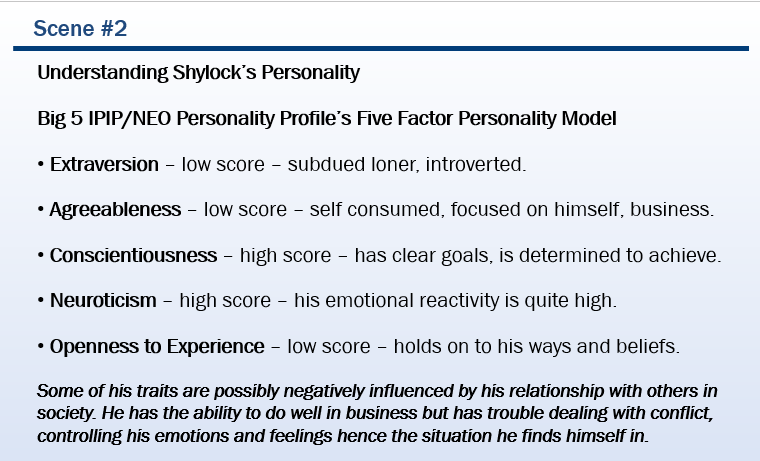 Scene #2
Understanding Shylock's Personality
Big 5 IPIP/NEO Personality Profile's Five Factor Personality Model
• Extraversion – low score – subdued loner, introverted.
• Agreeableness – low score – self consumed, focused on himself, business.
• Conscientiousness – high score – has clear goals, is determined to achieve.
• Neuroticism – high score – his emotional reactivity is quite high.
• Openness to Experience – low score – holds on to his ways and beliefs.
Some of his traits are possibly negatively influenced by his relationship with others in
society. He has the ability to do well in business but has trouble dealing with conflict,
controlling his emotions and feelings hence the situation he finds himself in.